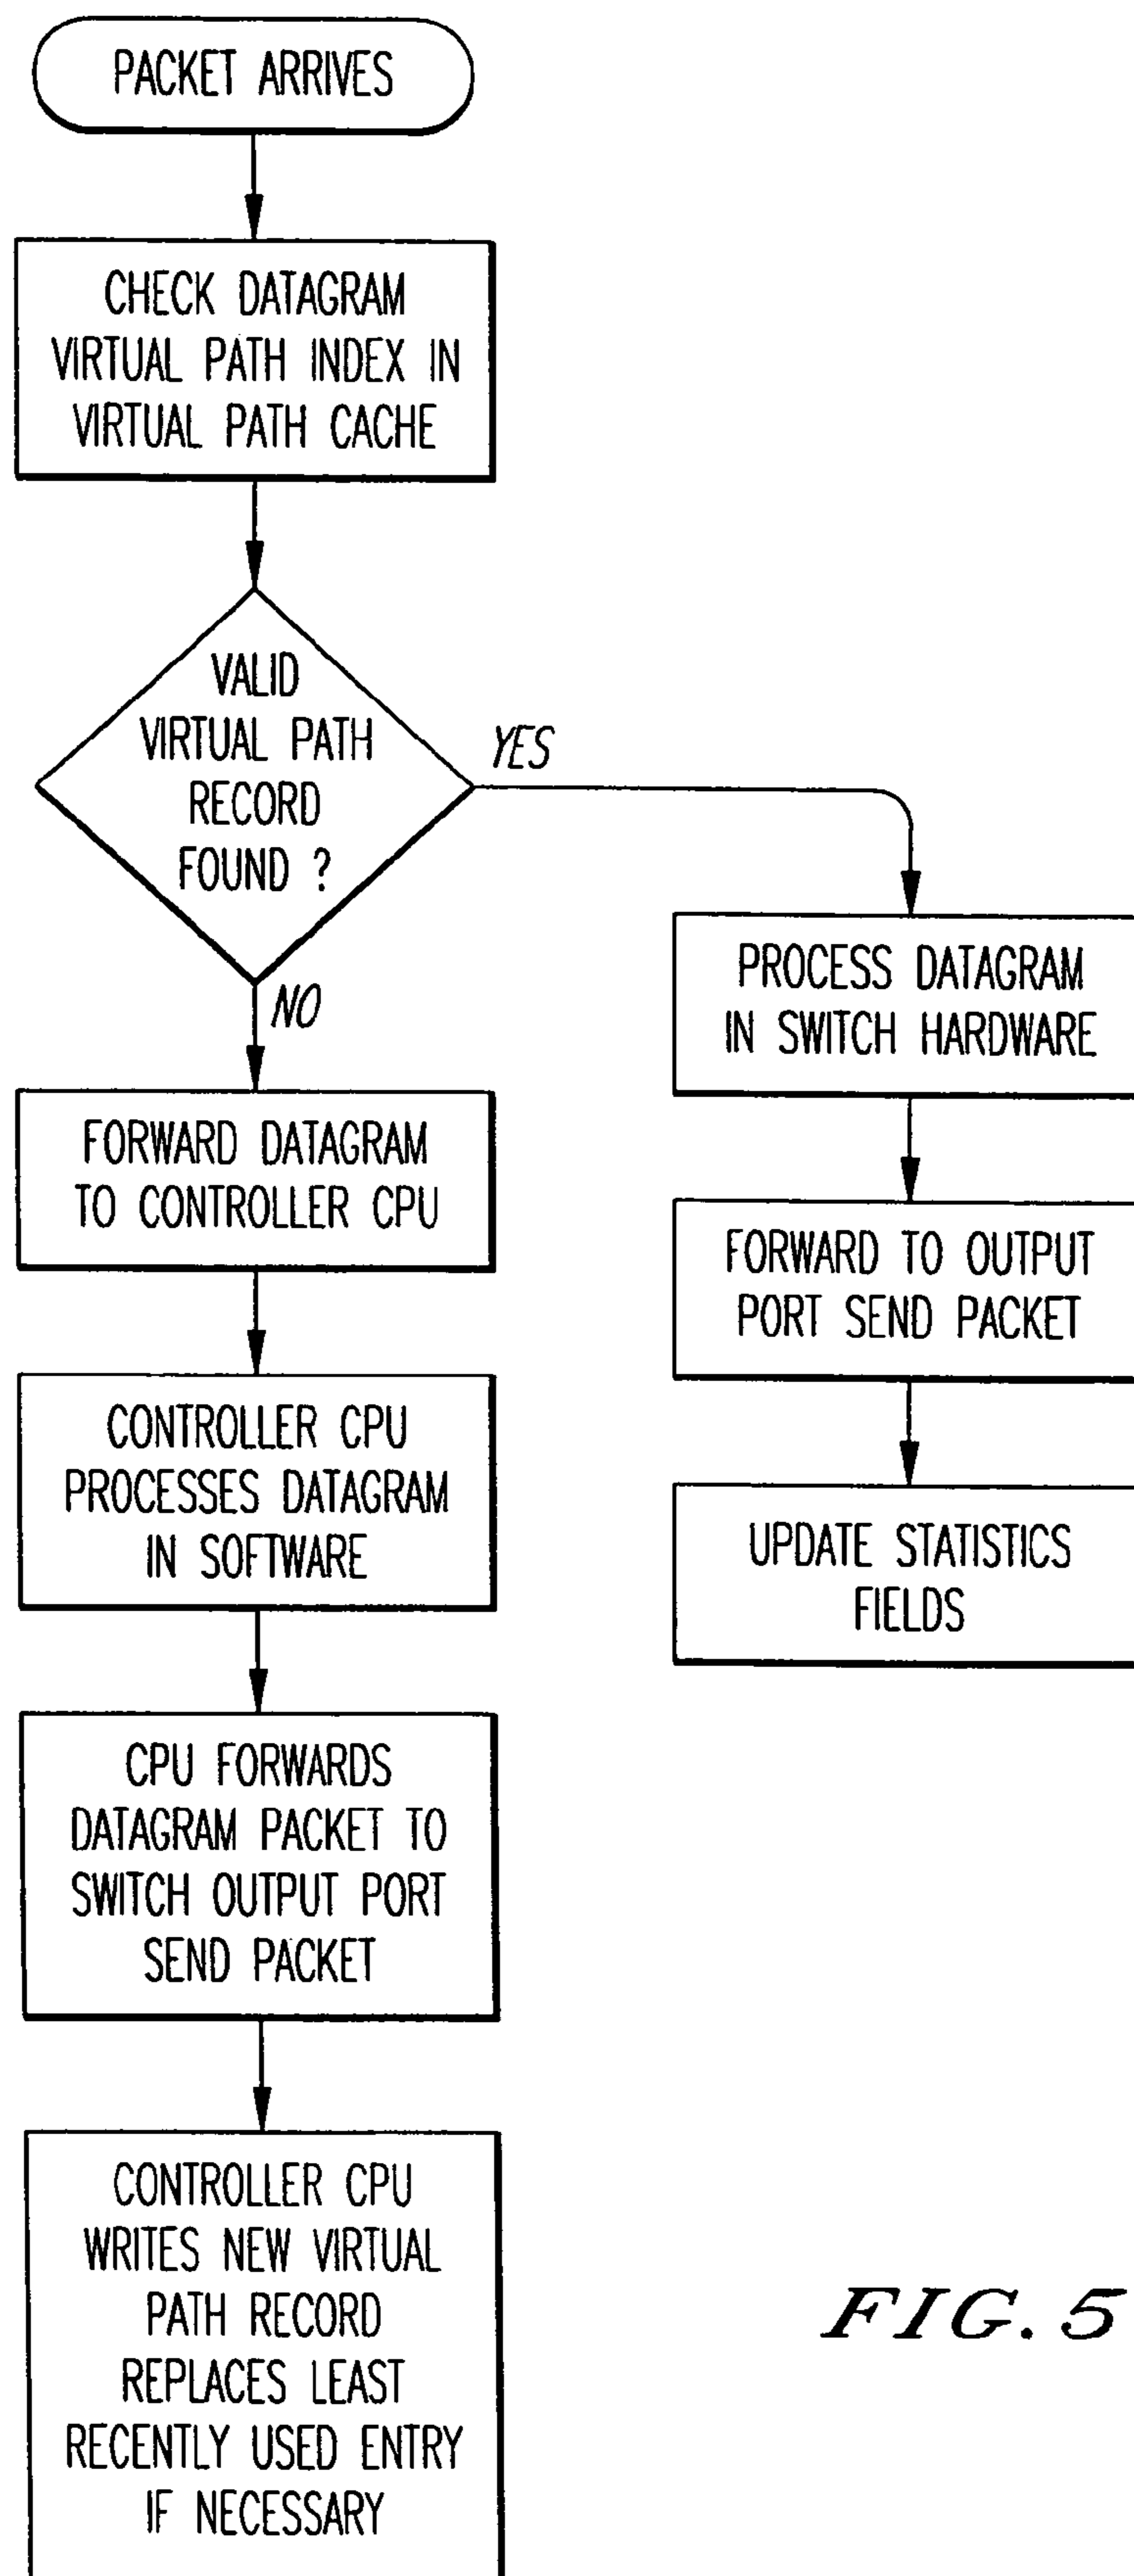 PACKET ARRIVES
CHECK DATAGRAM
VIRTUAL PATH INDEX IN
VIRTUAL PATH CACHE
VALID
VIRTUAL PATH
RECORD
FOUND ?
YES
NO
PROCESS DATAGRAM
IN SWITCH HARDWARE
FORWARD TO OUTPUT
PORT SEND PACKET
UPDATE STATISTICS
FIELDS
FORWARD DATAGRAM
TO CONTROLLER CPU
CONTROLLER CPU
PROCESSES DATAGRAM
IN SOFTWARE
CPU FORWARDS
DATAGRAM PACKET TO
SWITCH OUTPUT PORT
SEND PACKET
CONTROLLER CPU
WRITES NEW VIRTUAL
PATH RECORD
REPLACES LEAST
RECENTLY USED ENTRY
IF NECESSARY
FIG. 5